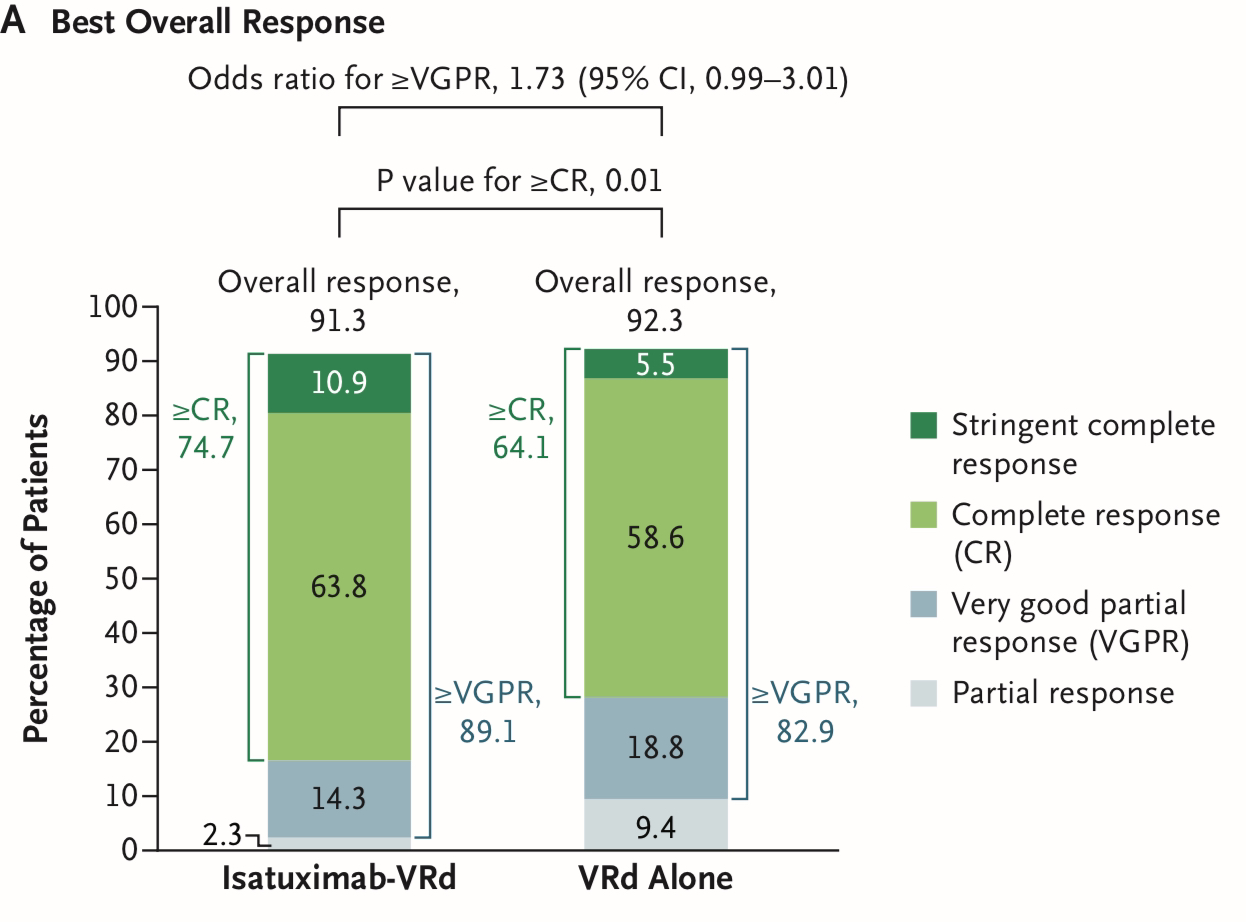 A Best Overall Response
Odds ratio for ≥VGPR, 1.73 (95% CI, 0.99–3.01)
P value for ≥CR, 0.01
Overall response,
91.3
Overall response,
92.3
Percentage of Patients
100
90
80
70
60
50
40
30
20
10
0
≥CR,
74.7
10.9
63.8
14.3
2.3
≥VGPR,
89.1
≥CR,
64.1
5.5
58.6
18.8
9.4
≥VGPR,
82.9
Isatuximab-VRd
VRd Alone
Stringent complete
response
Complete response
(CR)
Very good partial
response (VGPR)
Partial response